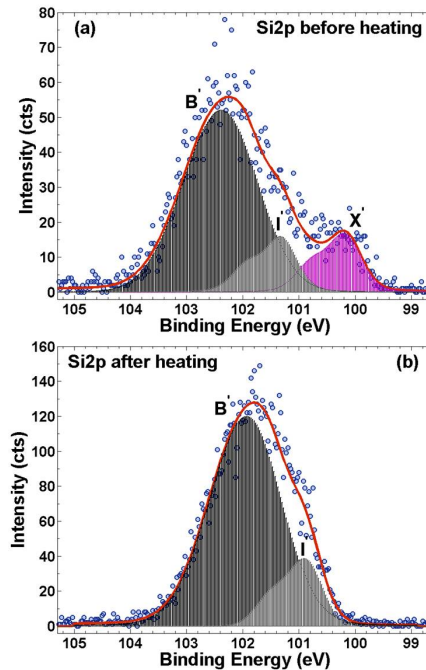 80
(a)
Si2p before heating
70
B'
60
50
40
30
I'
X'
20
10
0
105
104
103
102
101
100
99
Intensity (cts)
Binding Energy (eV)
160
Si2p after heating
(b)
140
B'
120
100
80
60
I'
40
20
0
105
104
103
102
101
100
99
Intensity (cts)
Binding Energy (eV)